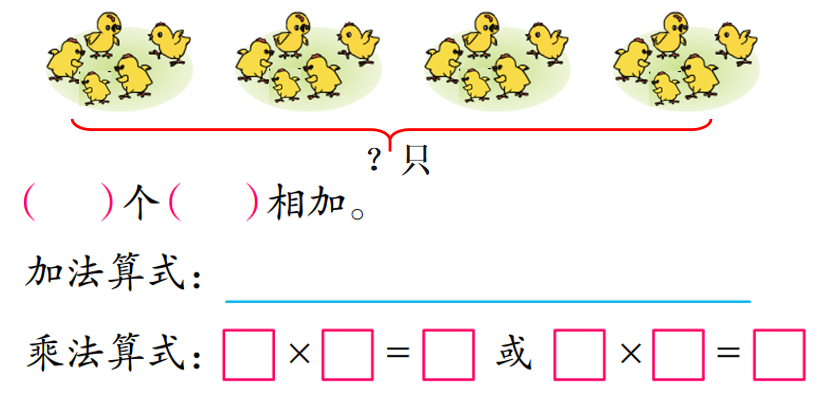 ? 只
(  )个(  )相加。
加法算式：
乘法算式：□×□=□ 或 □×□=□